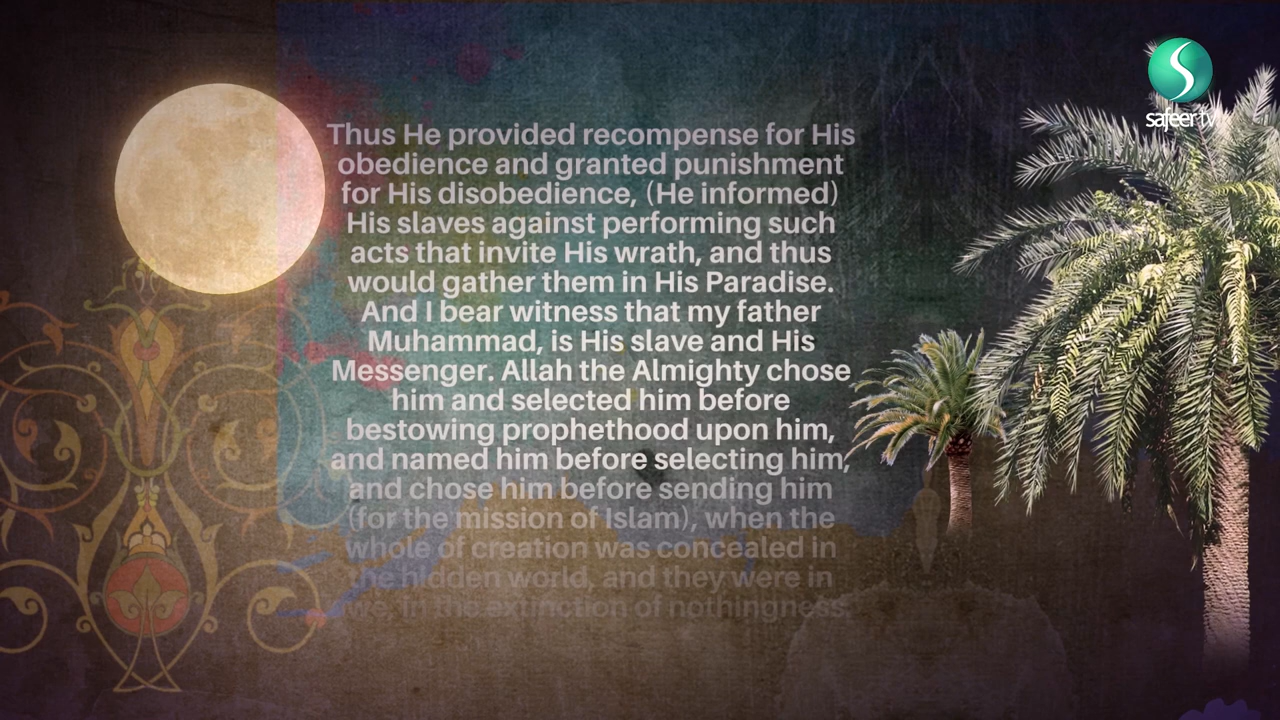 safeer tv
Thus He provided recompense for His
obedience and granted punishment
for His disobedience, (He informed)
His slaves against performing such
acts that invite His wrath, and thus
would gather them in His Paradise.
And I bear witness that my father
Muhammad, is His slave and His
Messenger. Allah the Almighty chose
him and selected him before
bestowing prophethood upon him,
and named him before selecting him,
and chose him before sending him
(for the mission of Islam), when the
whole of creation was concealed in
the hidden world, and they were in
in the extinction of nothingness